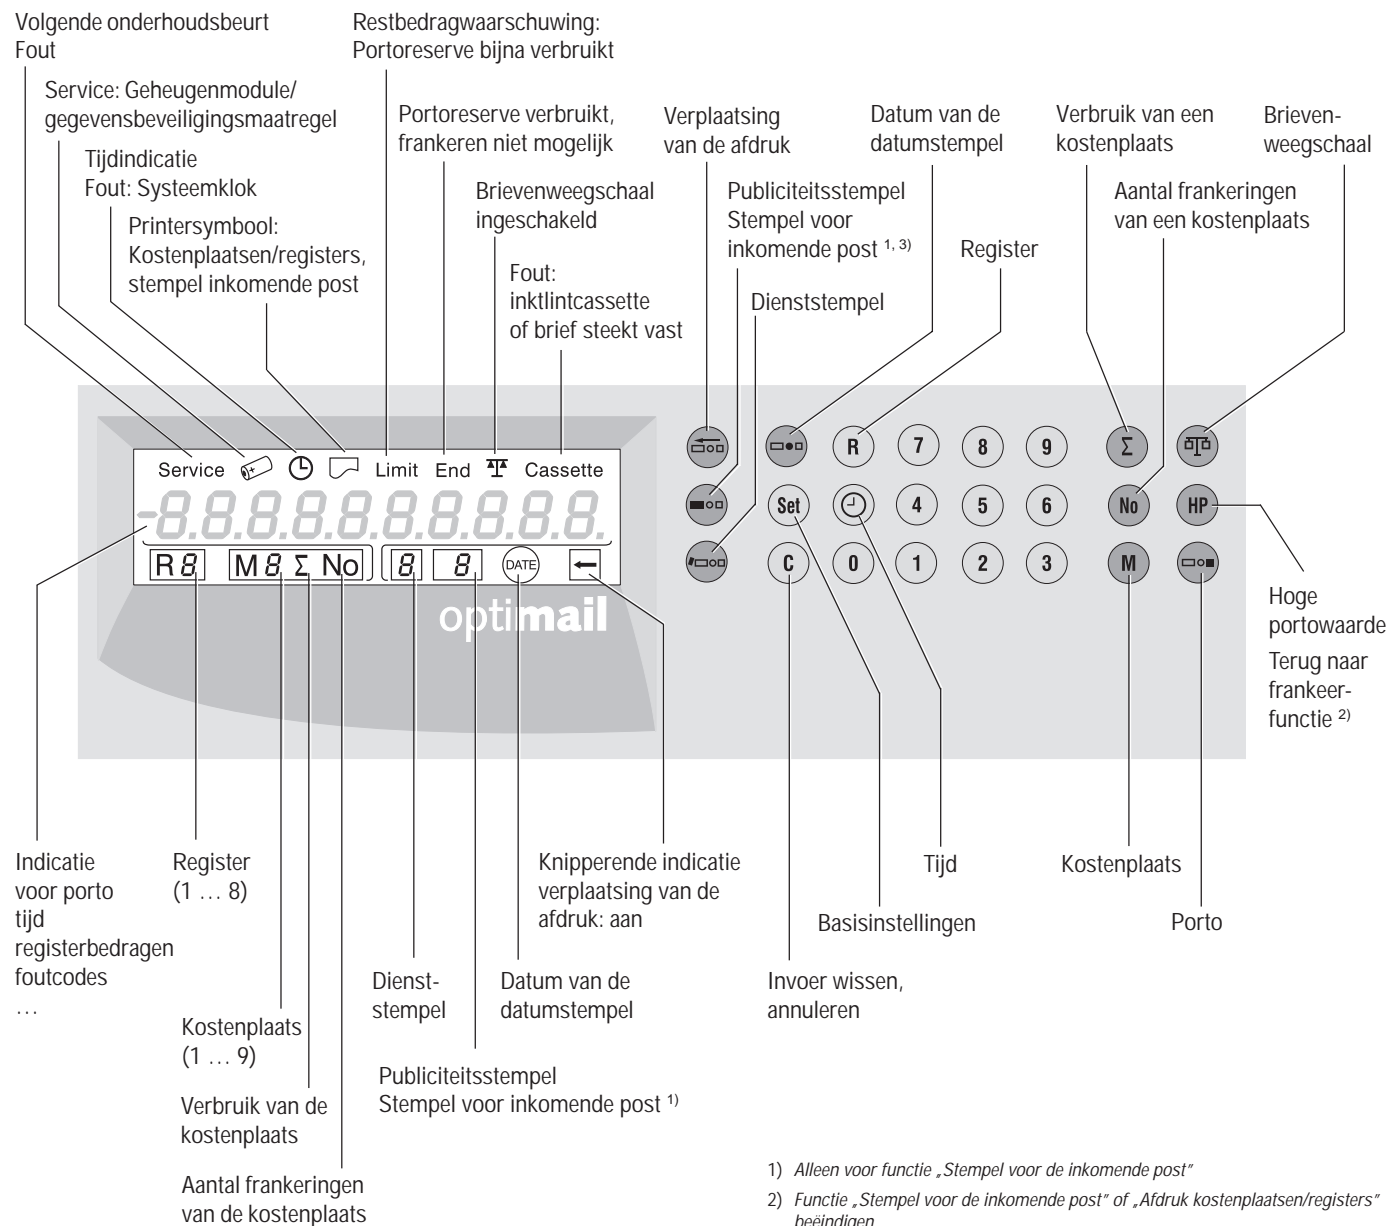 Volgende onderhoudsbeurt
Fout
Service: Geheugenmodule/
gegevensbeveiligingsmaatregel
Tijdindicatie
Fout: Systeemklok
Printersymbool:
Kostenplaatsen/registers,
stempel inkomende post
Restbedragwaarschuwing:
Portoreserve bijna verbruikt
Portoreserve verbruikt,
frankeren niet mogelijk
Brievenweegschaal
ingeschakeld
Fout:
inktlintcassette
of brief steekt vast
Verplaatsing
van de afdruk
Publiciteitsstempel
Stempel voor
inkomende post 1, 3)
Dienststempel
Datum van de
datumstempel
Register
Verbruik van een
kostenplaats
Aantal frankeringen
van een kostenplaats
Brieven-
weegschaal
Service Limit End Cassette
-8.8.8.8.8.8.8.8.8.8.
R8 M8 Σ No 8 8 DATE ←
optimail
R 7 8 9 Σ
Set 4 5 6 No HP
C 0 1 2 3 M
Hoge
portowaarde
Terug naar
frankeer-
functie 2)
Indicatie
voor porto
tijd
registerbedragen
foutcodes
...
Register
(1 ... 8)
Kostenplaats
(1 ... 9)
Verbruik van de
kostenplaats
Aantal frankeringen
van de kostenplaats
Dienst-
stempel
Publiciteitsstempel
Stempel voor inkomende post 1)
Datum van de
datumstempel
Knipperende indicatie
verplaatsing van de
afdruk: aan
Invoer wissen,
annuleren
Basisinstellingen
Tijd
Kostenplaats
Porto
1) Alleen voor functie „Stempel voor de inkomende post”
2) Functie „Stempel voor de inkomende post” of „Afdruk kostenplaatsen/registers”
beëindigen